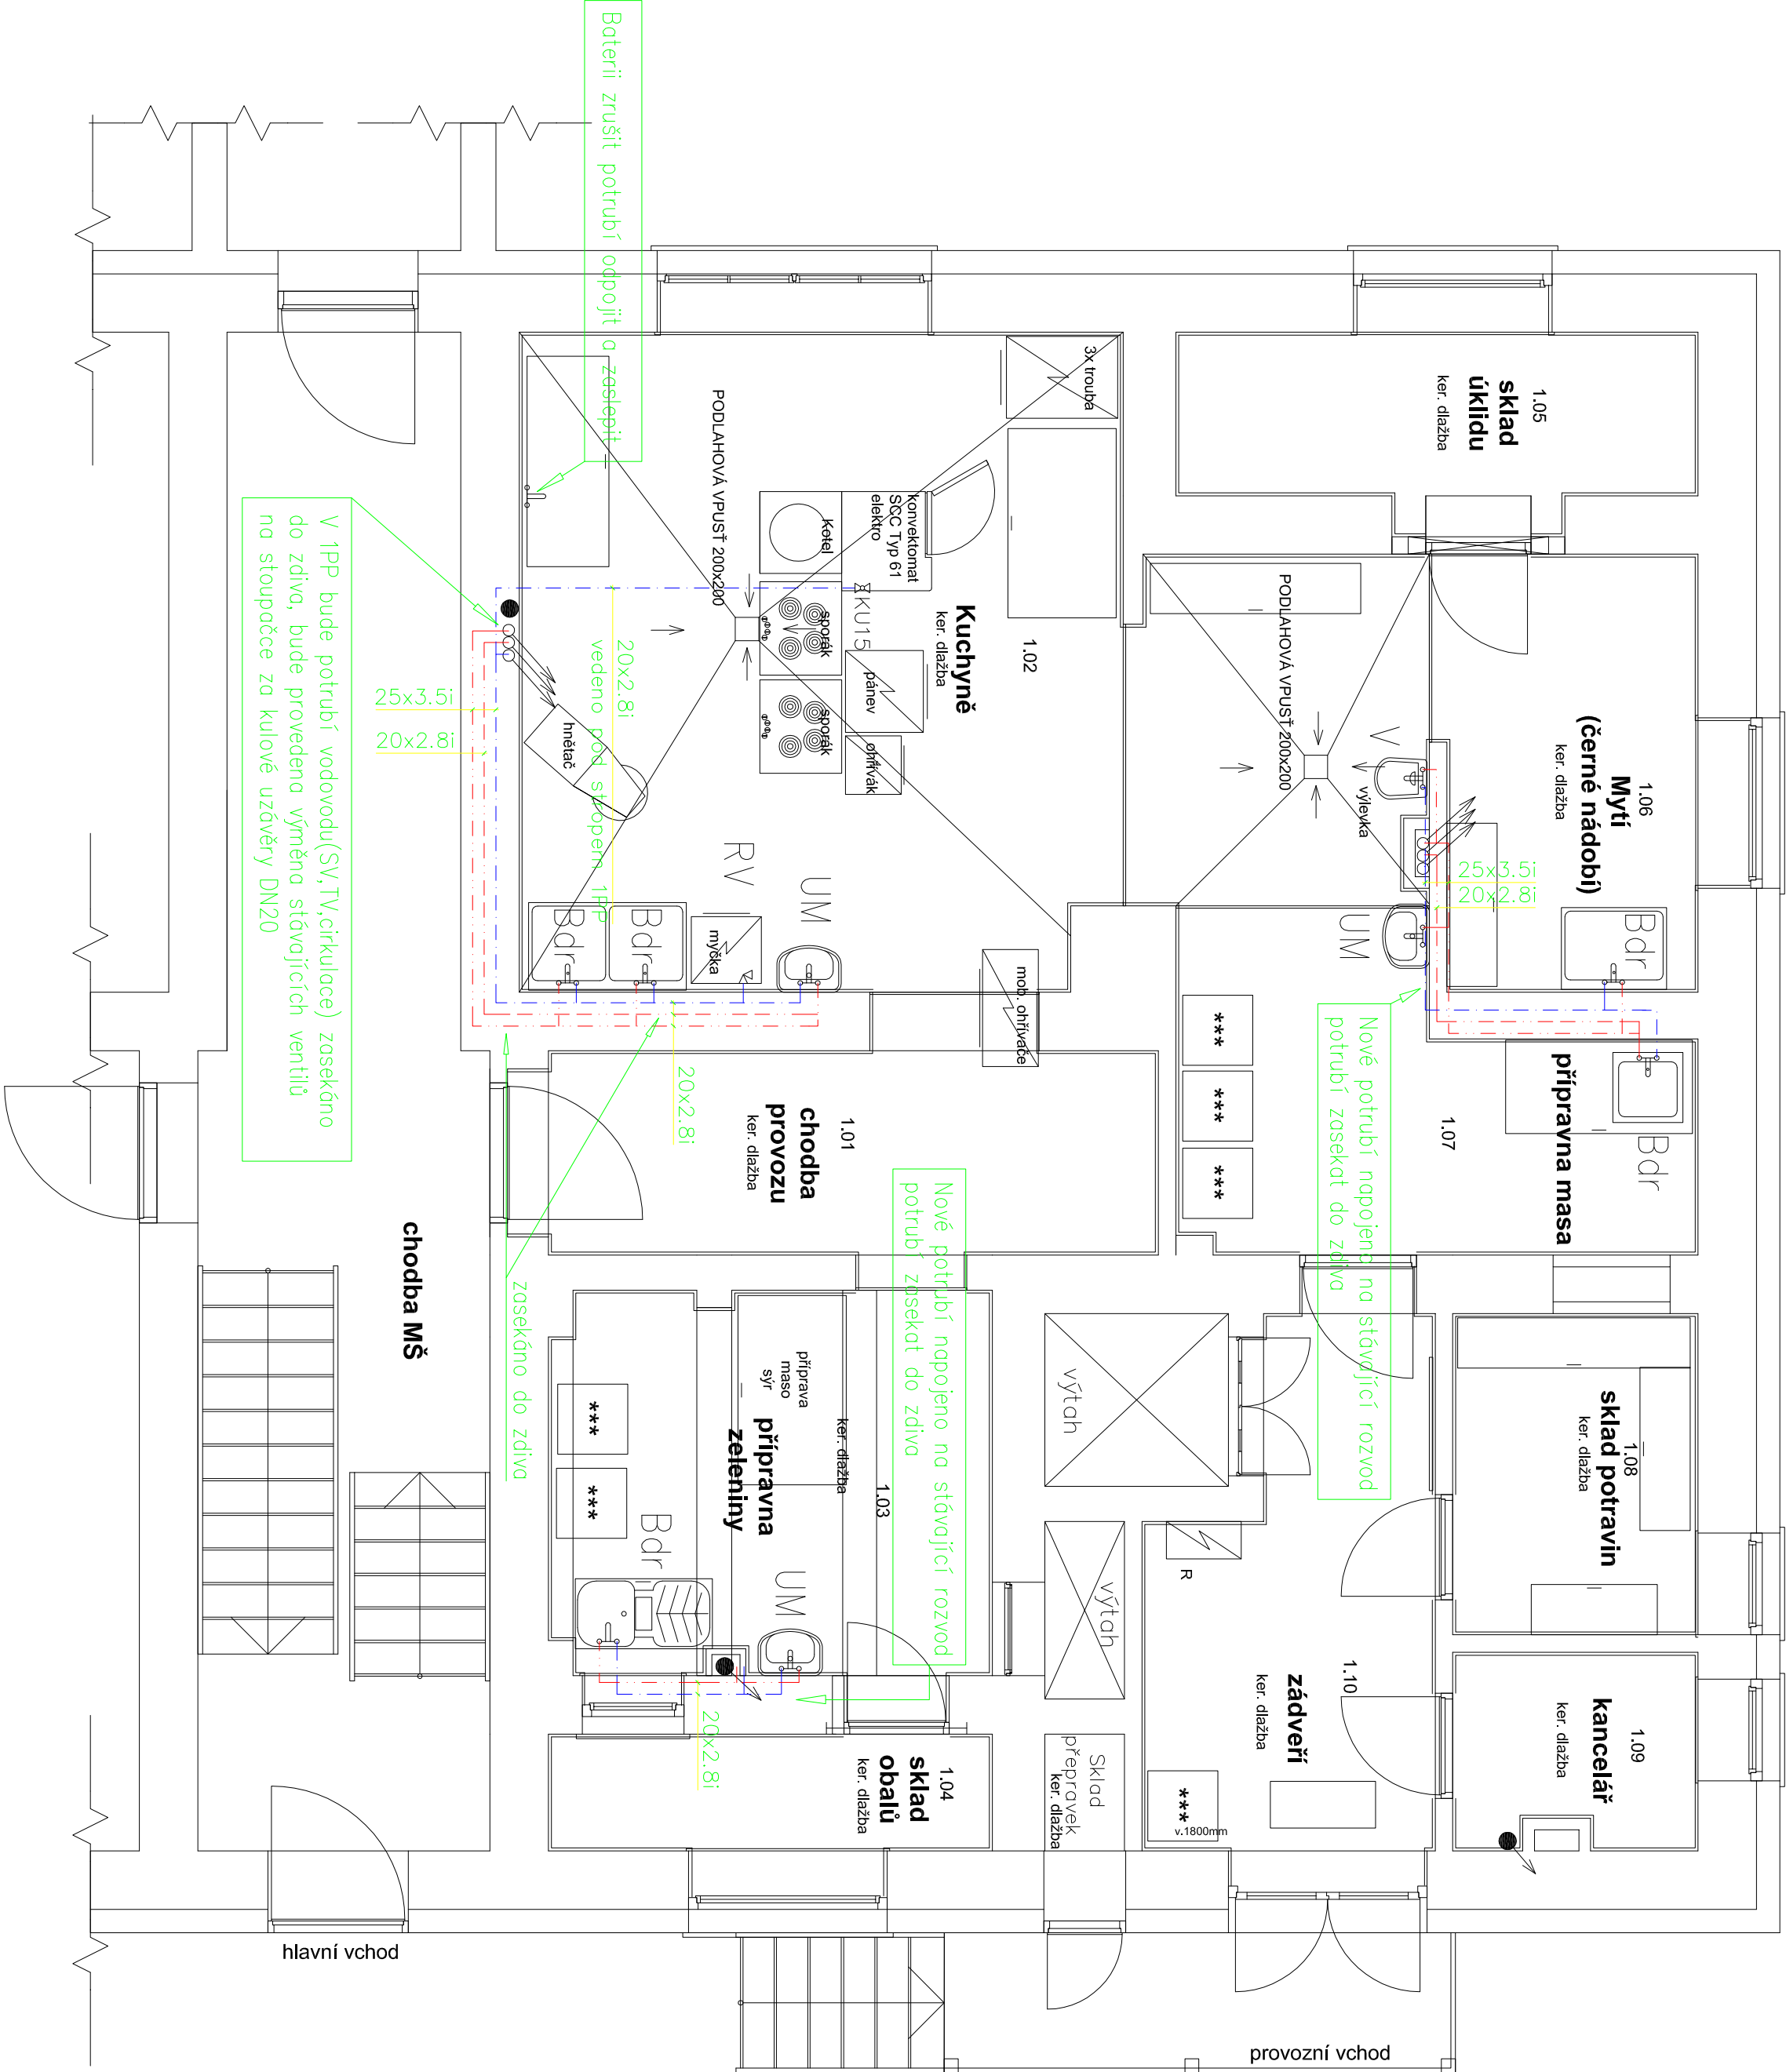 Baterii zrušit potrubí odpojit a zaslepit
V 1PP bude potrubí vodovodu(SV,TV,cirkulace) zasekáno
do zdiva, bude provedena výměna stávajících ventilů
na stoupačce za kulové uzávěry DN20
1.05
sklad
úklidu
ker. dlažba
3x trouba
PODLAHOVÁ VPUSŤ 200x200
konvektomat
SCC Typ 61
elektro
Kotel
KU15
sporák
sporák
pánev
ohřívák
1.02
Kuchyně
ker. dlažba
20x2.8i
vedeno pod stropem 1PP
25x3.5i
20x2.8i
hnětač
RV
UM
Bdr
Bdr
myčka
mob. ohřívače
PODLAHOVÁ VPUSŤ 200x200
V
výlevka
1.06
Mytí
(černé nádobí)
ker. dlažba
25x3.5i
20x2.8i
UM
Bdr
Nové potrubí napojeno na stávající rozvod
potrubí zasekat do zdiva
***
***
***
1.07
přípravna masa
Bdr
20x2.8i
1.01
chodba
provozu
ker. dlažba
zasekáno do zdiva
chodba MŠ
Nové potrubí napojeno na stávající rozvod
potrubí zasekat do zdiva
příprava
maso
sýr
ker. dlažba
1.03
přípravna
zeleniny
***
***
Bdr
UM
20x2.8i
výtah
výtah
R
1.08
sklad potravin
ker. dlažba
1.09
kancelář
ker. dlažba
1.10
zádveří
ker. dlažba
***
v.1800mm
1.04
sklad
obalů
ker. dlažba
Sklad
přepravek
ker. dlažba
hlavní vchod
provozní vchod